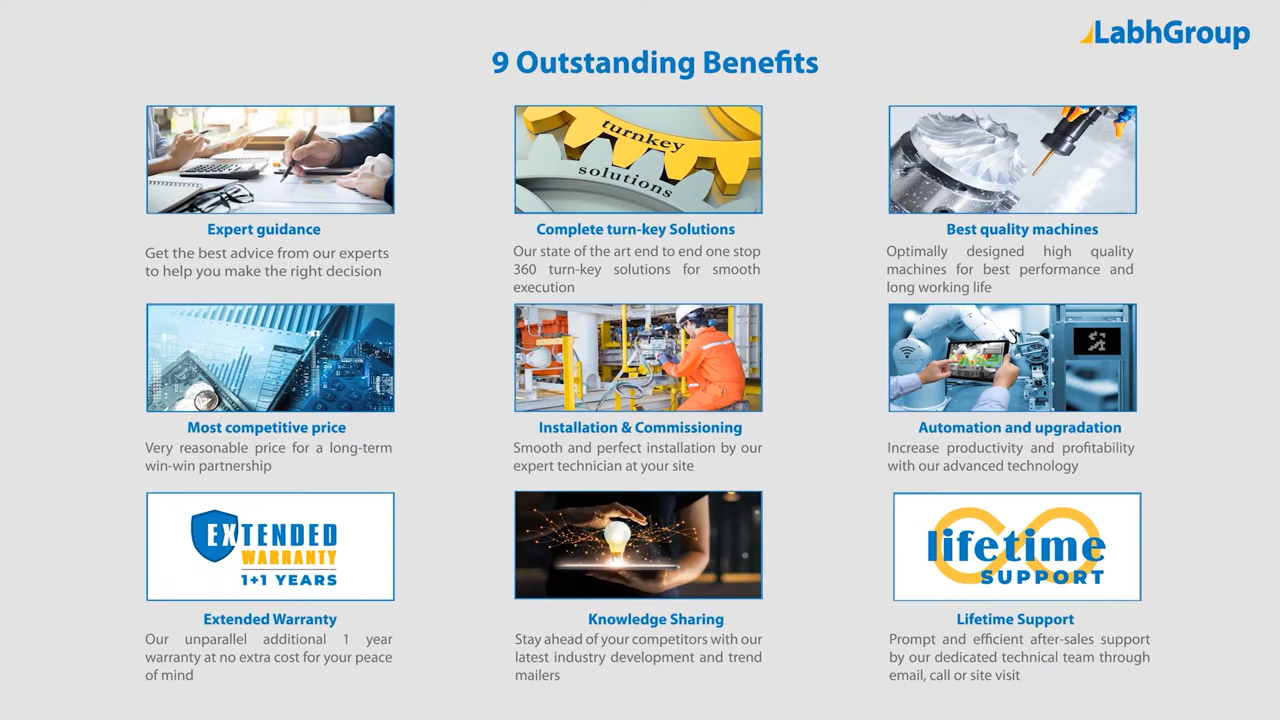 LabhGroup
9 Outstanding Benefits
turnkey
solutions
Expert guidance
Get the best advice from our experts
to help you make the right decision
Complete turn-key Solutions
Our state of the art end to end one stop
360 turn-key solutions for smooth
execution
Best quality machines
Optimally designed high quality
machines for best performance and
long working life
Most competitive price
Very reasonable price for a long-term
win-win partnership
Installation & Commissioning
Smooth and perfect installation by our
expert technician at your site
Automation and upgradation
Increase productivity and profitability
with our advanced technology
EXTENDED
WARRANTY
1+1 YEARS
Extended Warranty
Our unparallel additional 1 year
warranty at no extra cost for your peace
of mind
Knowledge Sharing
Stay ahead of your competitors with our
latest industry development and trend
mailers
lifetime
SUPPORT
Lifetime Support
Prompt and efficient after-sales support
by our dedicated technical team through
email, call or site visit